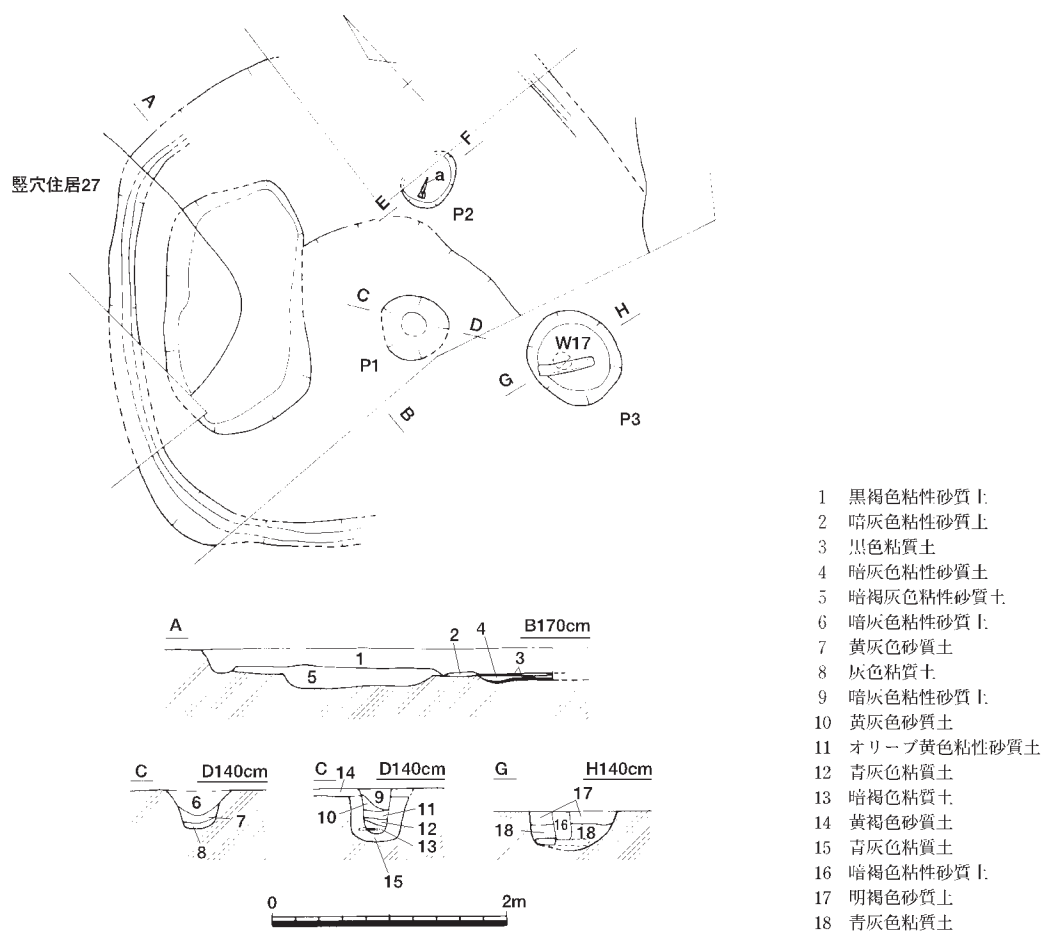 A
竪穴住居27
F
a
E
P2
C
D
H
W17
P1
G
B
P3
A
2
4
B170cm
1
3
5
C
D140cm
6
7
8
C
14
D140cm
9
10
11
12
13
15
G
H140cm
17
16
18
18
0
2m
1 黒褐色粘性砂質土
2 暗灰色粘性砂質土
3 黒色粘質土
4 暗灰色粘性砂質土
5 暗褐灰色粘性砂質土
6 暗灰色粘性砂質土
7 黄灰色砂質土
8 灰色粘質土
9 暗灰色粘性砂質土
10 黄灰色砂質土
11 オリーブ黄色粘性砂質土
12 青灰色粘質土
13 暗褐色粘質土
14 黄褐色砂質土
15 青灰色粘質土
16 暗褐色粘性砂質土
17 明褐色砂質土
18 青灰色粘質土